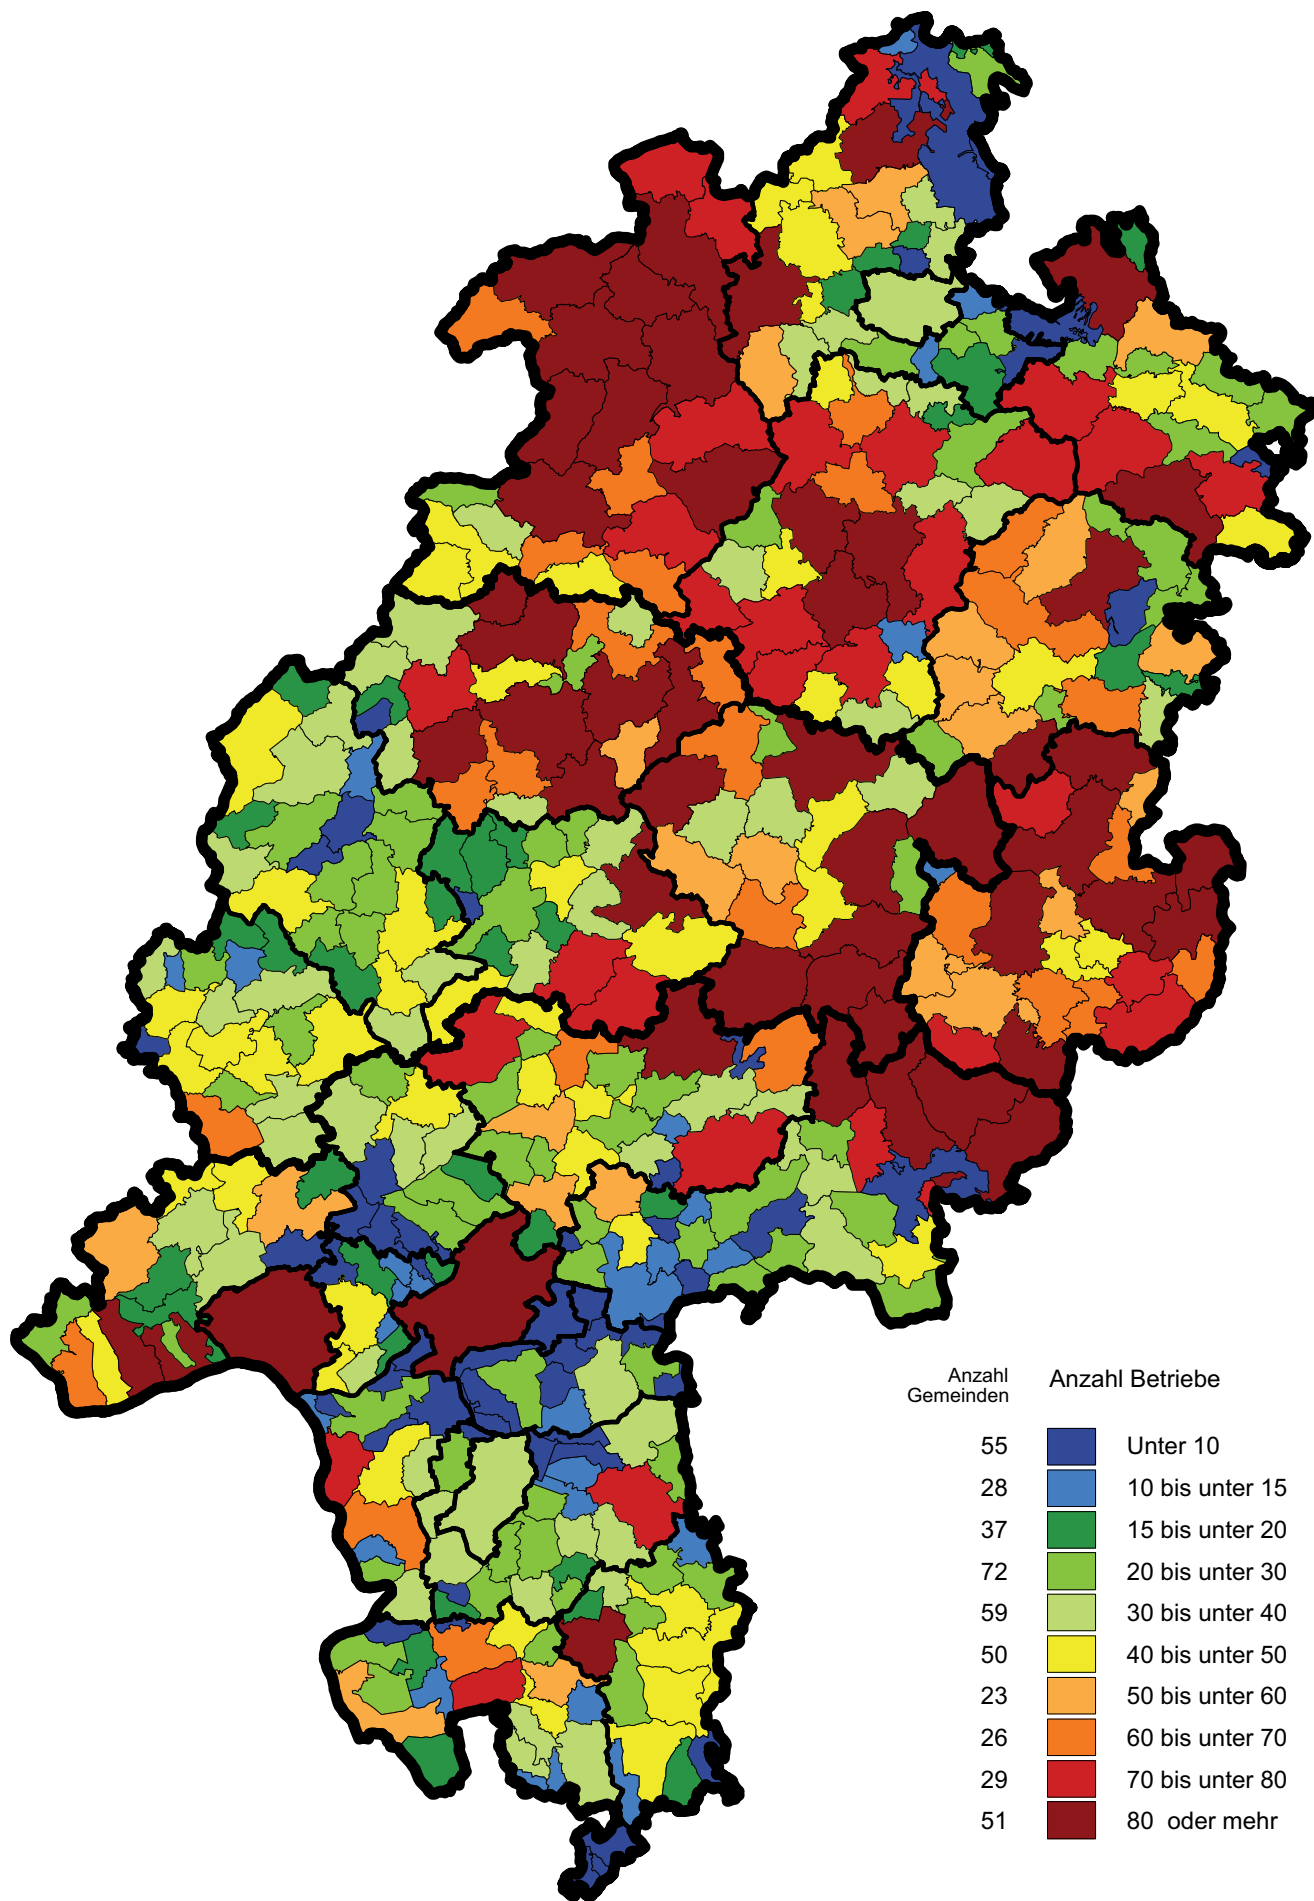 Anzahl Gemeinden Anzahl Betriebe
55 Unter 10
28 10 bis unter 15
37 15 bis unter 20
72 20 bis unter 30
59 30 bis unter 40
50 40 bis unter 50
23 50 bis unter 60
26 60 bis unter 70
29 70 bis unter 80
51 80 oder mehr